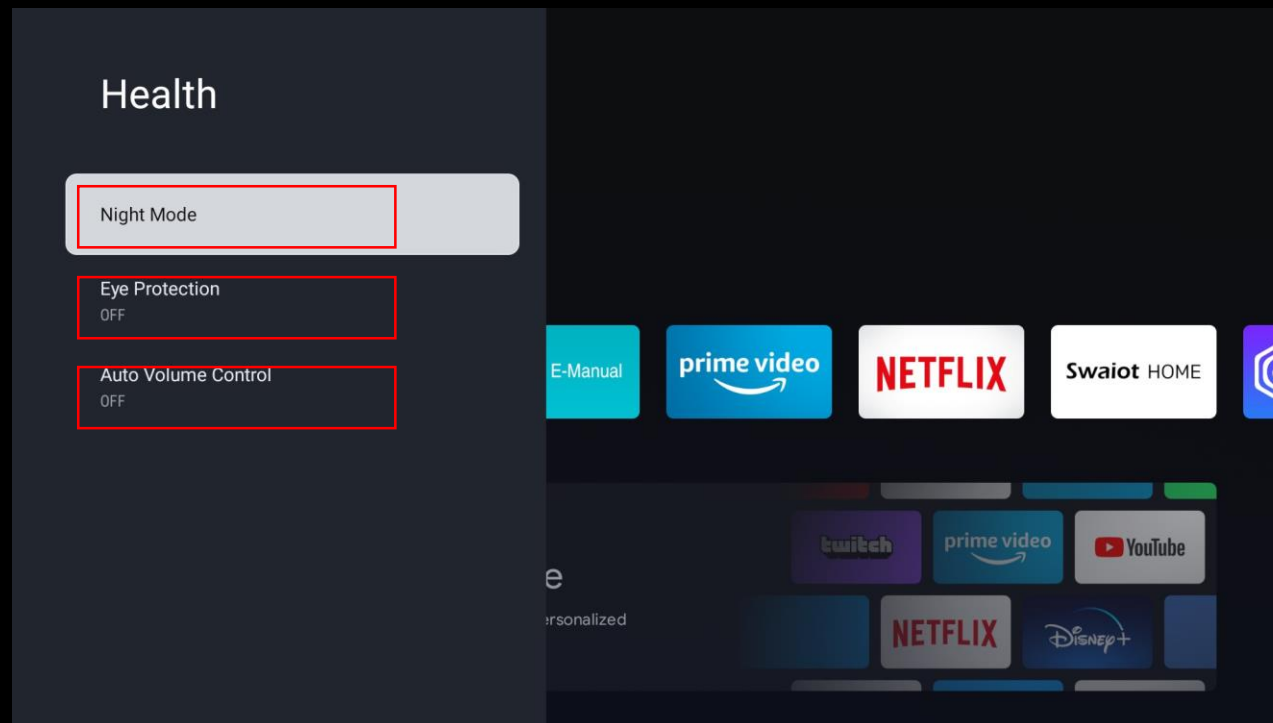 Health
Night Mode
Eye Protection
OFF
Auto Volume Control
OFF
E-Manual
prime video
NETFLIX
Swaiot HOME
twitch
prime video
YouTube
e
ersonalized
NETFLIX
Disney+